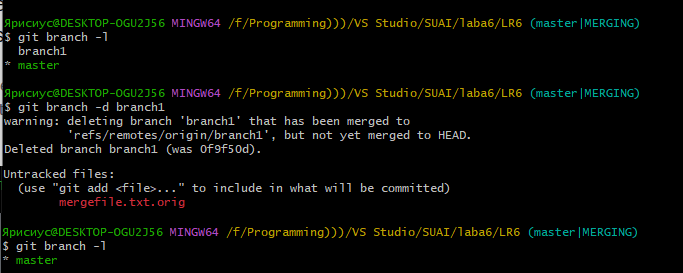 Ярисиус@DESKTOP-OGU2J56 MINGW64 /f/Programming)))/VS Studio/SUAI/laba6/LR6 (master|MERGING)
$ git branch -l
  branch1
* master

Ярисиус@DESKTOP-OGU2J56 MINGW64 /f/Programming)))/VS Studio/SUAI/laba6/LR6 (master|MERGING)
$ git branch -d branch1
warning: deleting branch 'branch1' that has been merged to
         'refs/remotes/origin/branch1', but not yet merged to HEAD.
Deleted branch branch1 (was 0f9f50d).

Untracked files:
  (use "git add <file>..." to include in what will be committed)
        mergefile.txt.orig

Ярисиус@DESKTOP-OGU2J56 MINGW64 /f/Programming)))/VS Studio/SUAI/laba6/LR6 (master|MERGING)
$ git branch -l
* master